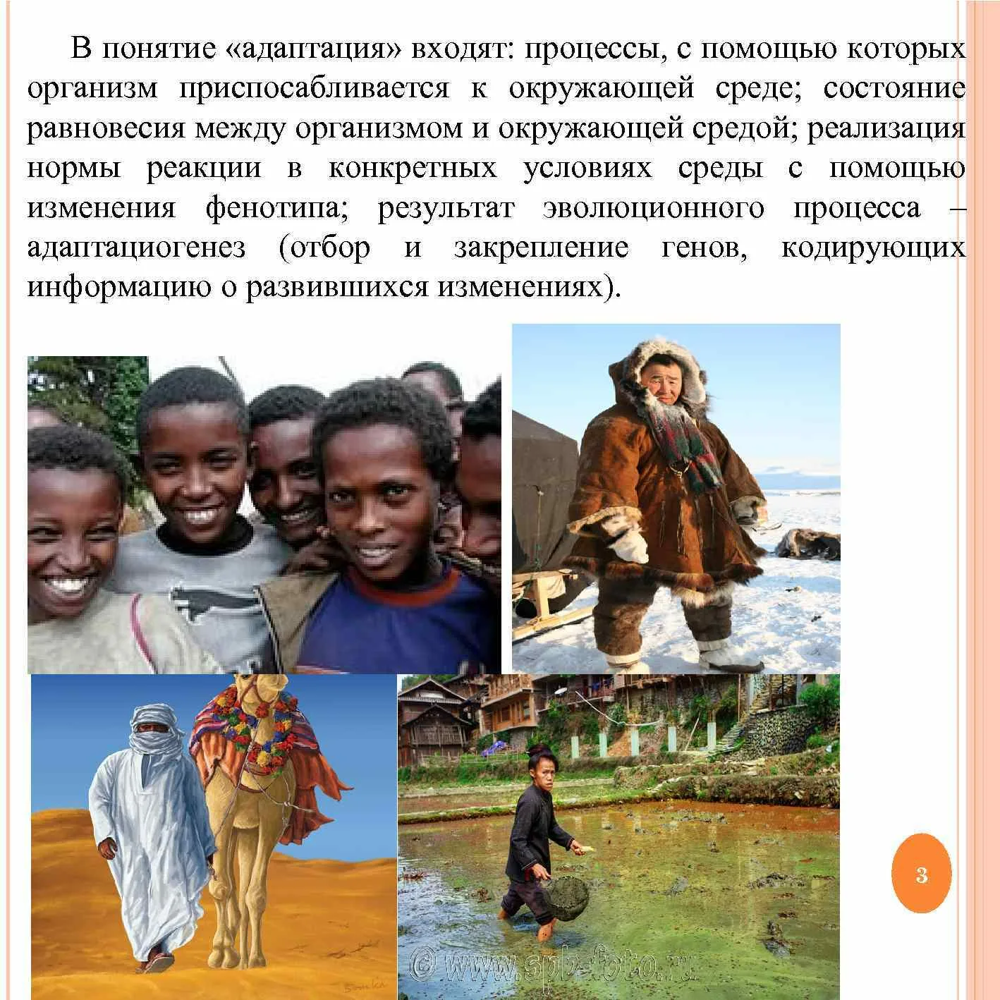 В понятие «адаптация» входят: процессы, с помощью которых
организм приспосабливается к окружающей среде; состояние
равновесия между организмом и окружающей средой; реализация
нормы реакции в конкретных условиях среды с помощью
изменения фенотипа; результат эволюционного процесса –
адаптациогенез (отбор и закрепление генов, кодирующих
информацию о развившихся изменениях).
3
© www.spb-foto.ru